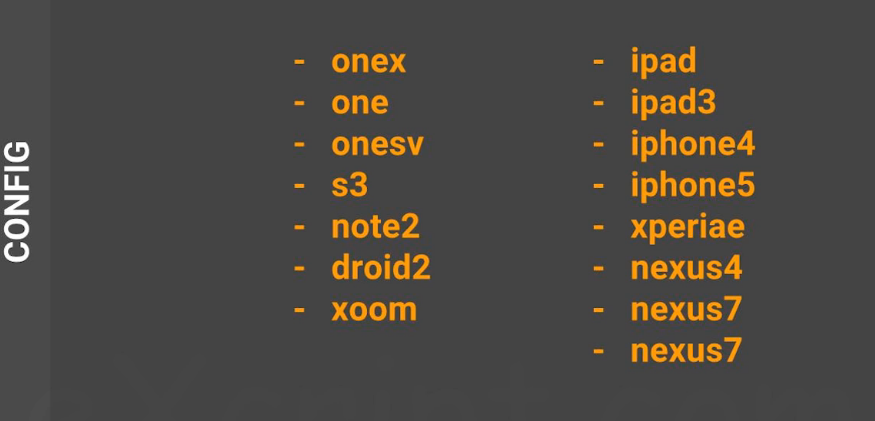 CONFIG
- onex
- one
- onesv
- s3
- note2
- droid2
- xoom
- ipad
- ipad3
- iphone4
- iphone5
- xperiae
- nexus4
- nexus7
- nexus7